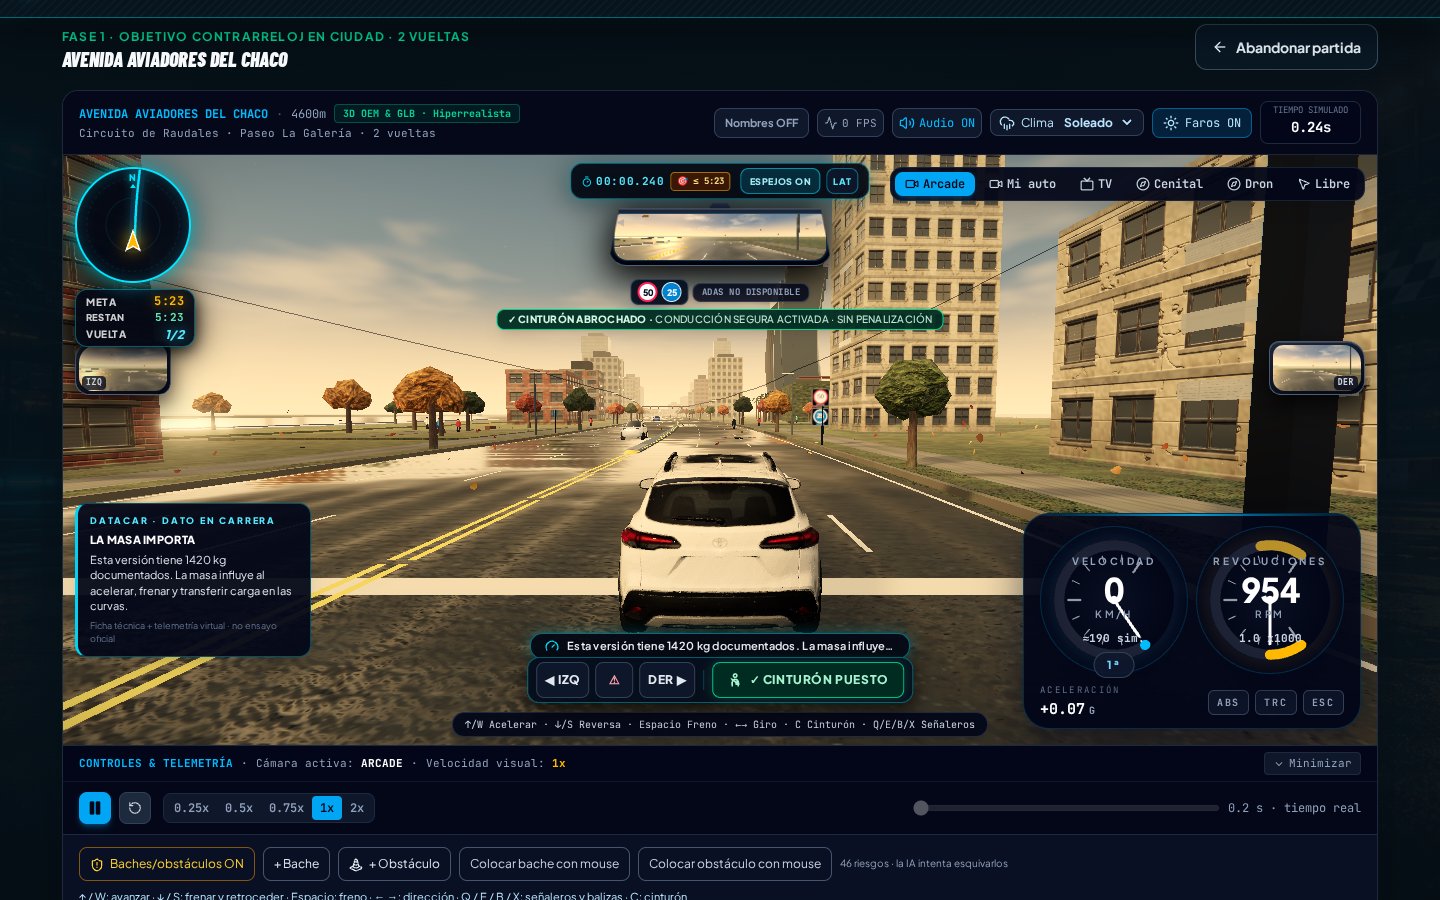 FASE 1 · OBJETIVO CONTRARRELOJ EN CIUDAD · 2 VUELTAS
AVENIDA AVIADORES DEL CHACO
← Abandonar partida
AVENIDA AVIADORES DEL CHACO · 4600m 3D OEM & GLB · Hiperrealista
Circuito de Raudales · Paseo La Galería · 2 vueltas
Nombres OFF
0 FPS
Audio ON
Clima Soleado
Faros ON
TIEMPO SIMULADO
0.24s
N
00:00.240 🎯 ≤ 5:23 ESPEJOS ON LAT
Arcade Mi auto TV Cenital Dron Libre
META 5:23
RESTAN 5:23
VUELTA 1/2
IZQ
50 25 ADAS NO DISPONIBLE
✓ CINTURÓN ABROCHADO · CONDUCCIÓN SEGURA ACTIVADA · SIN PENALIZACIÓN
DER
DATACAR · DATO EN CARRERA
LA MASA IMPORTA
Esta versión tiene 1420 kg
documentados. La masa influye al
acelerar, frenar y transferir carga en las
curvas.
Ficha técnica + telemetría virtual · no ensayo
oficial
Esta versión tiene 1420 kg documentados. La masa influye…
◀ IZQ ⚠ DER ▶ ✓ CINTURÓN PUESTO
↑/W Acelerar · ↓/S Reversa · Espacio Freno · ←→ Giro · C Cinturón · Q/E/B/X Señaleros
VELOCIDAD
0
KM/H
≈190 sim.
1ª
REVOLUCIONES
954
RPM
1.0 x1000
ACELERACIÓN
+0.07 G
ABS TRC ESC
CONTROLES & TELEMETRÍA · Cámara activa: ARCADE · Velocidad visual: 1x
Minimizar
0.25x 0.5x 0.75x 1x 2x
0.2 s · tiempo real
Baches/obstáculos ON
+ Bache
+ Obstáculo
Colocar bache con mouse
Colocar obstáculo con mouse
46 riesgos · la IA intenta esquivarlos
↑ / W: avanzar · ↓ / S: frenar y retroceder · Espacio: freno · ← →: dirección · Q / E / B / X: señaleros y balizas · C: cinturón